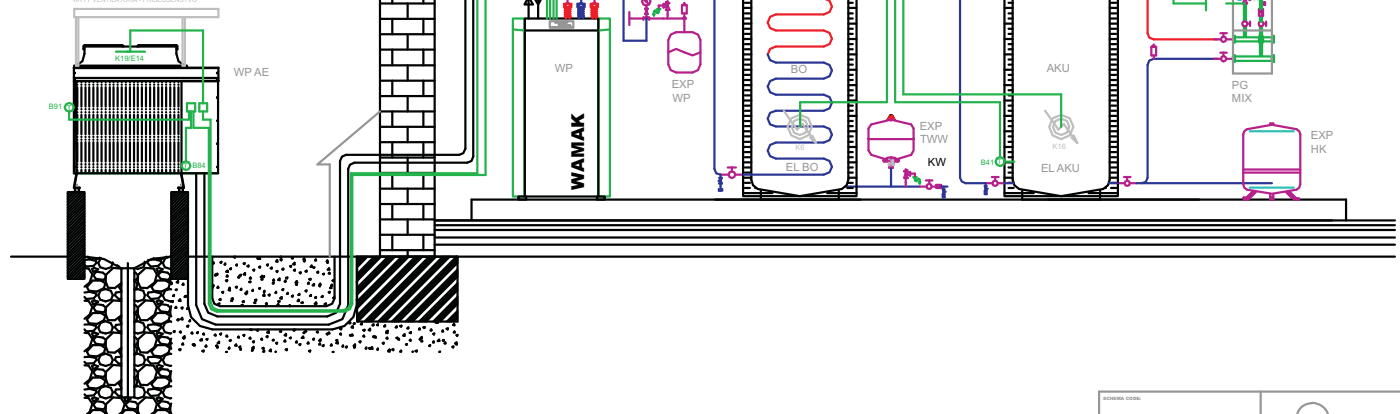 K19/E14
WP AE
B91
B84
WP
WAMAK
EXP
WP
BO
K6
EL BO
EXP
TWW
KW
B41
AKU
K16
EL AKU
PG
MIX
EXP
HK
SCHEMA CODE: